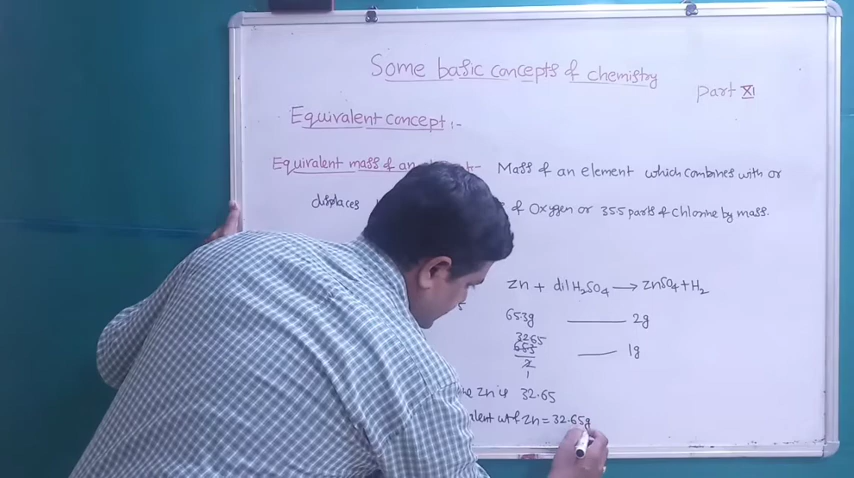 Some basic concepts of chemistry
Part XI
Equivalent concept :-
Equivalent mass of an :- Mass of an element which combines with or
displaces of Oxygen or 35.5 parts of chlorine by mass.
Zn + dil H₂SO₄ → ZnSO₄ + H₂
65.3g — 2g
32.65
65.3 — 1g
2
1
Zn is 32.65
wt of Zn = 32.65g